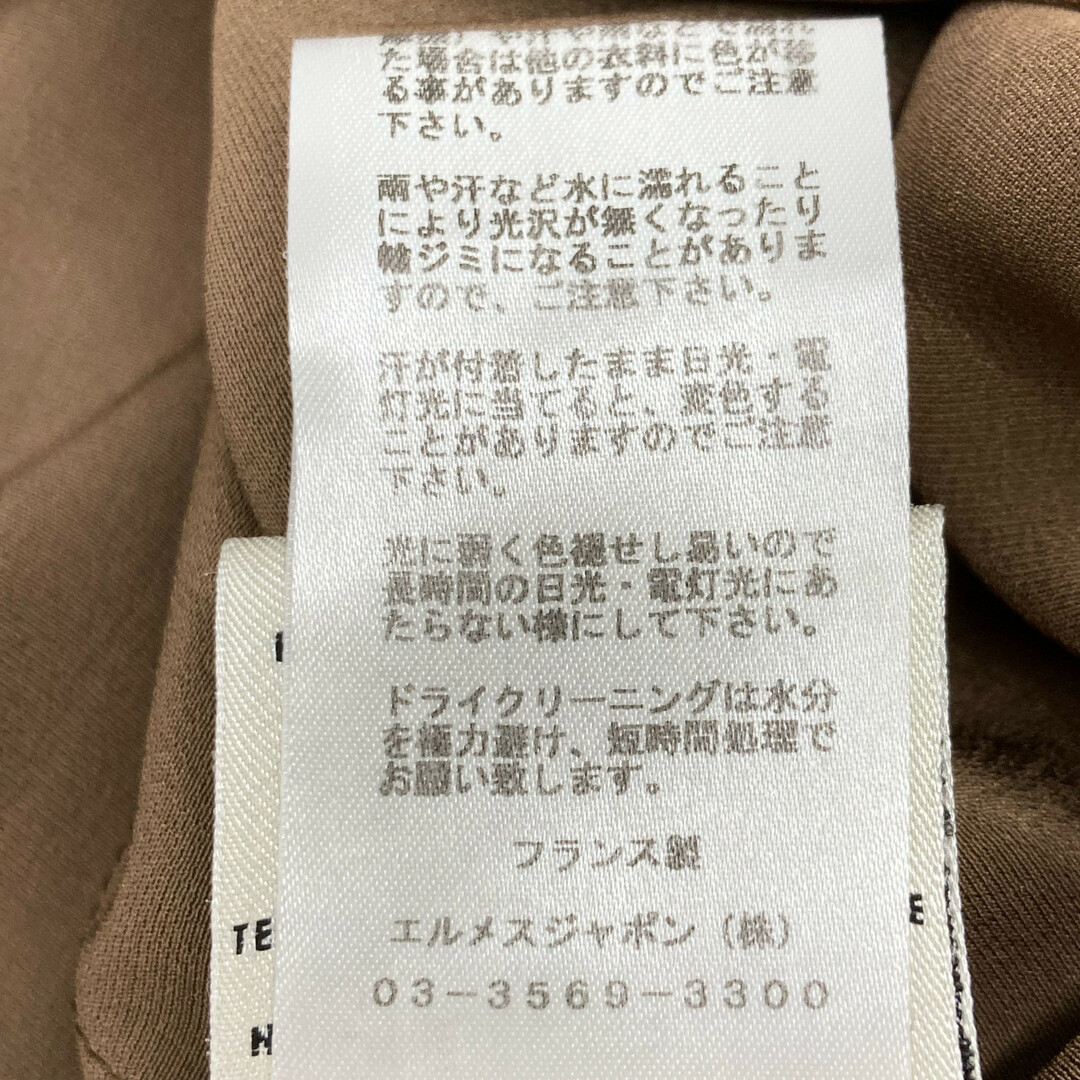 た場合は他の衣料に色が移
る事がありますのでご注意
下さい。
雨や汗など水に濡れること
により光沢が無くなったり
輪ジミになることがありま
すので、ご注意下さい。
汗が付着したまま日光・電
灯光に当てると、変色する
ことがありますのでご注意
下さい。
光に弱く色褪せし易いので
長時間の日光・電灯光にあ
たらない様にして下さい。
ドライクリーニングは水分
を極力避け、短時間処理で
お願い致します。
フランス製
エルメスジャポン（株）
03-3569-3300
TE
E
H